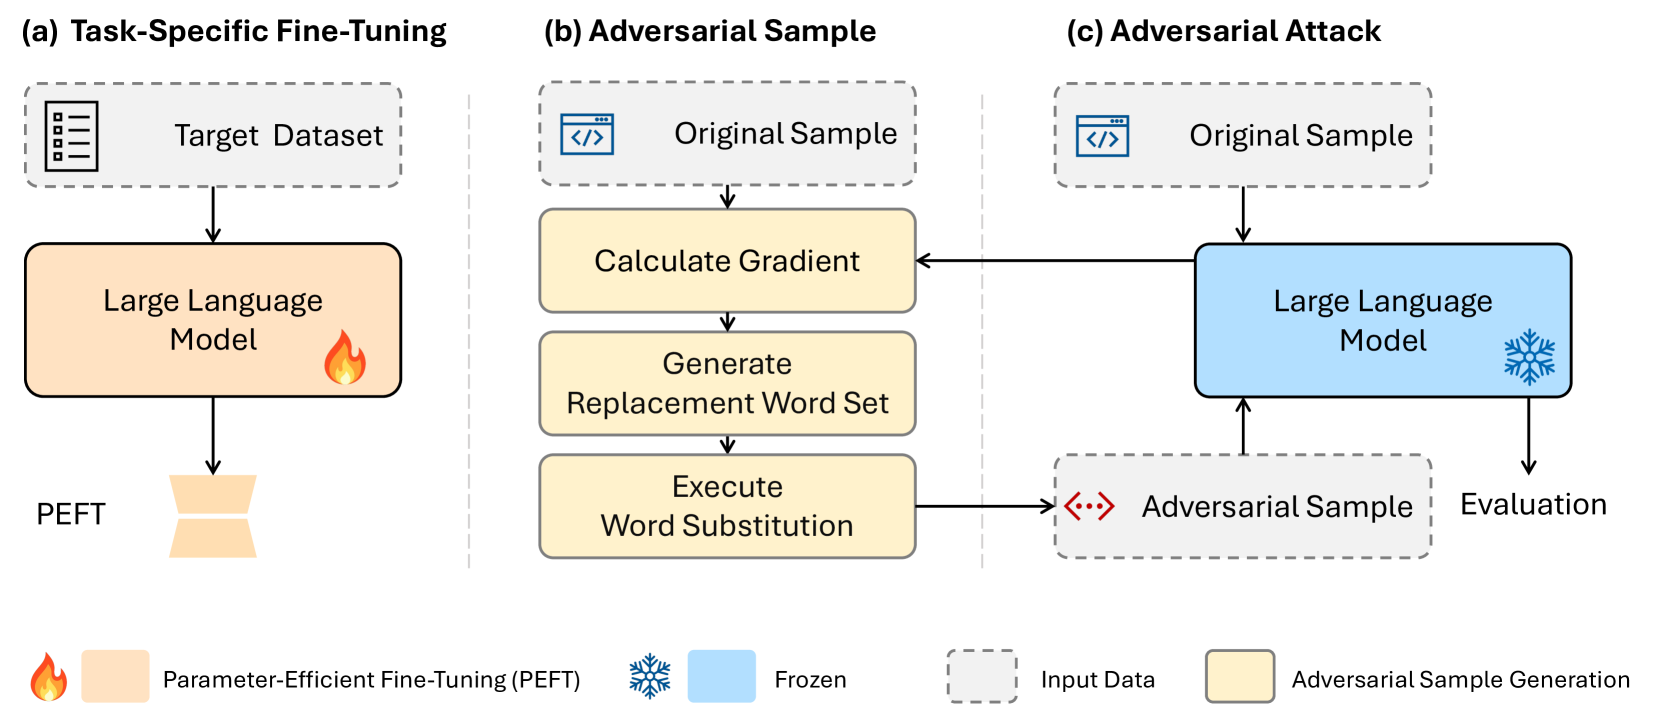 (a) Task-Specific Fine-Tuning
Target Dataset
Large Language
Model
PEFT
(b) Adversarial Sample
</> Original Sample
Calculate Gradient
Generate
Replacement Word Set
Execute
Word Substitution
(c) Adversarial Attack
</> Original Sample
Large Language
Model
Adversarial Sample
Evaluation
Parameter-Efficient Fine-Tuning (PEFT)
Frozen
Input Data
Adversarial Sample Generation